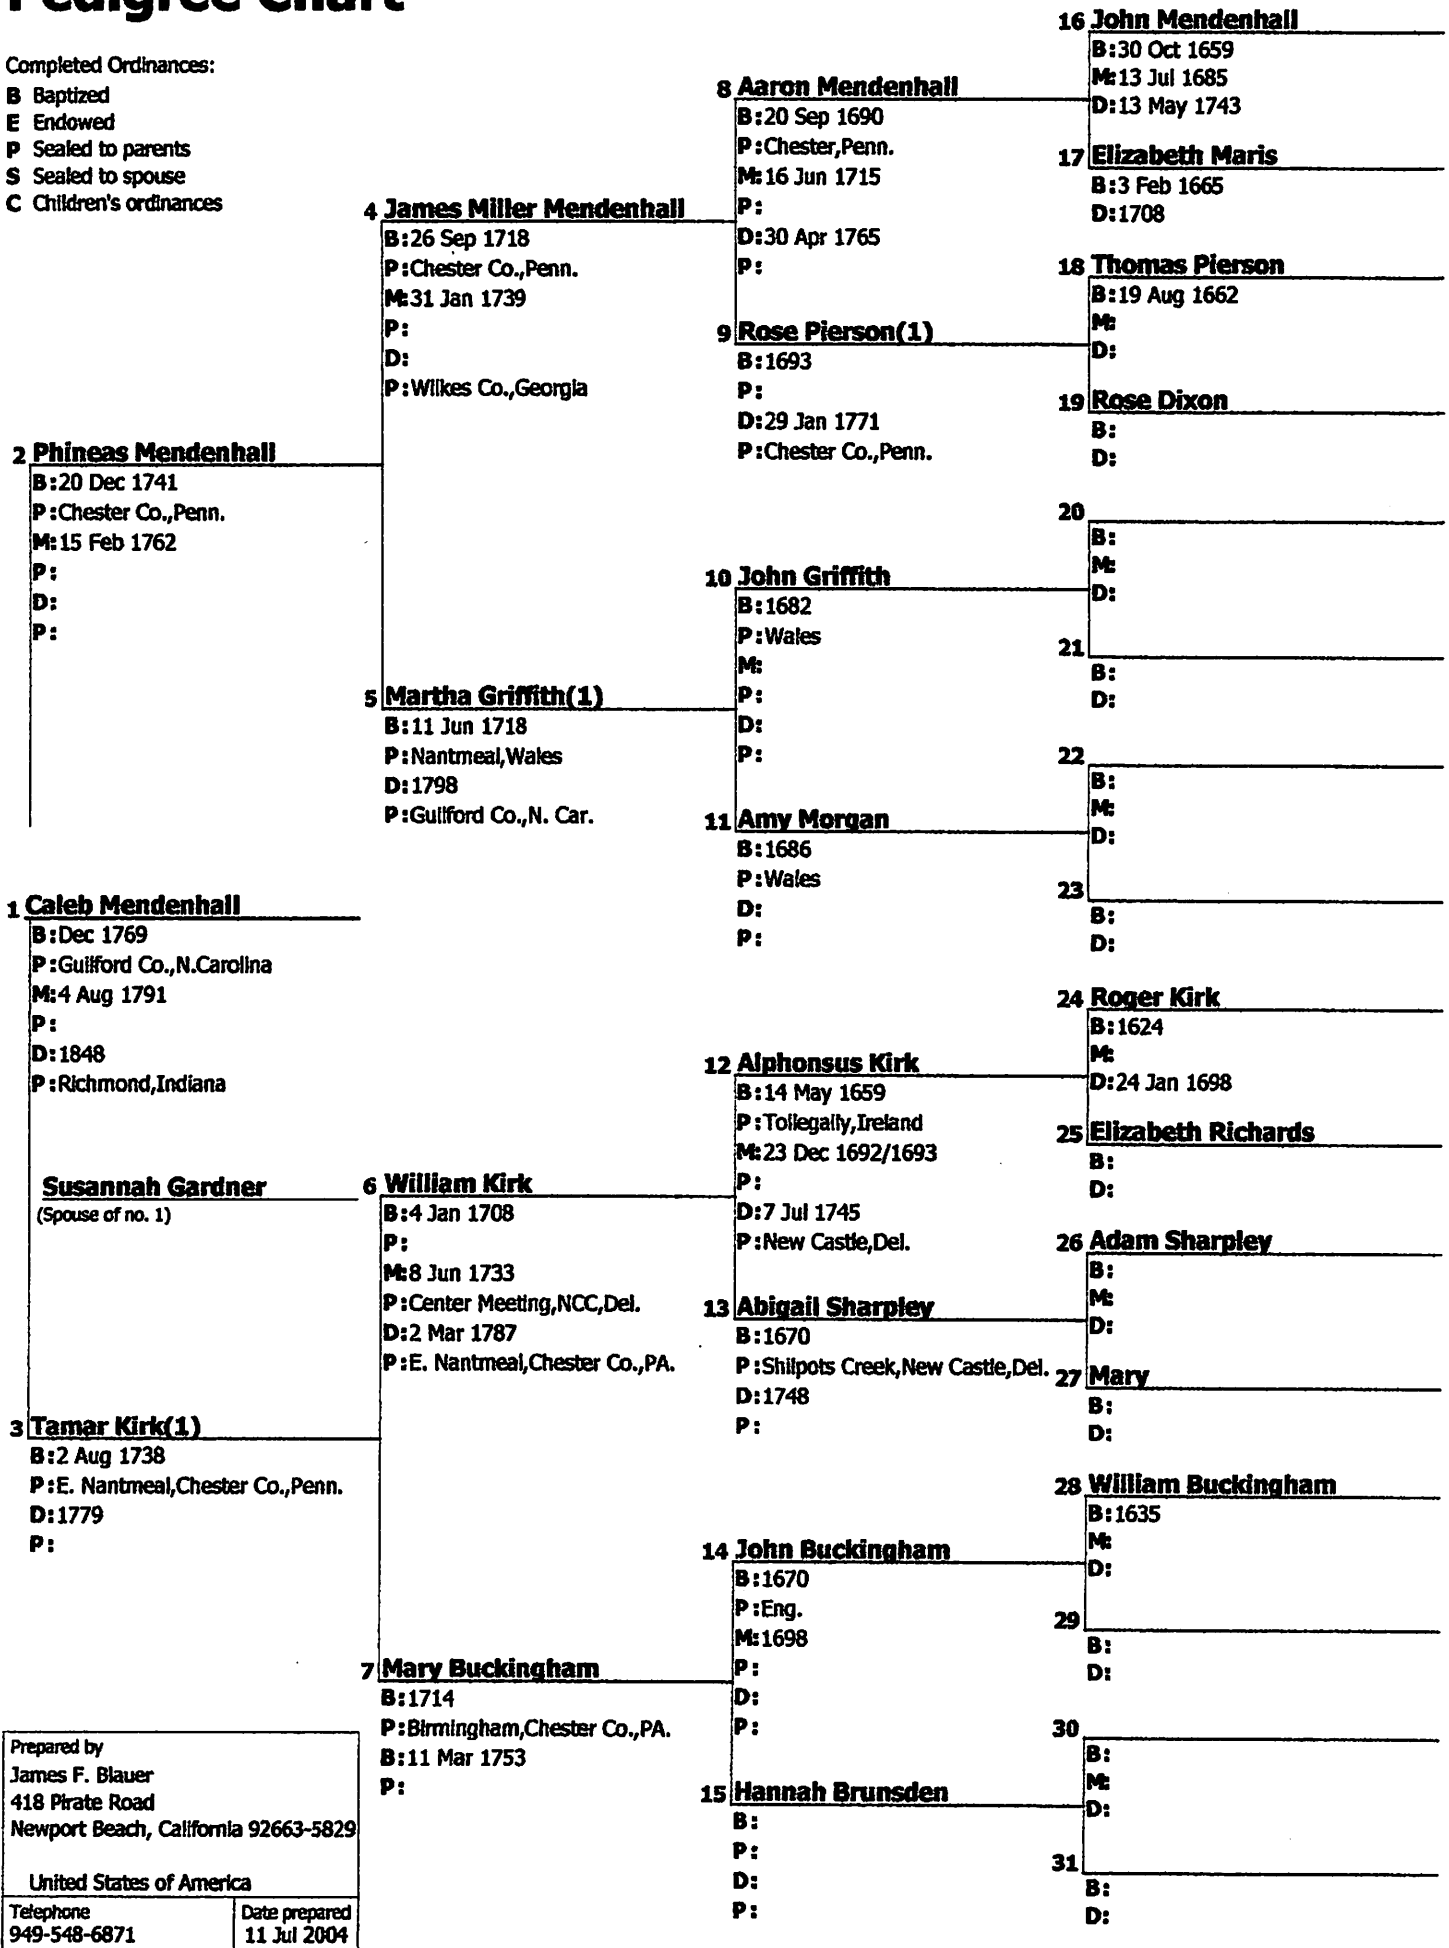 Pedigree Chart
Completed Ordinances:
B Baptized
E Endowed
P Sealed to parents
S Sealed to spouse
C Children's ordinances
1 Caleb Mendenhall
B:Dec 1769
P:Guilford Co.,N.Carolina
M:4 Aug 1791
P:
D:1848
P:Richmond,Indiana
Susannah Gardner
(Spouse of no. 1)
2 Phineas Mendenhall
B:20 Dec 1741
P:Chester Co.,Penn.
M:15 Feb 1762
P:
D:
P:
3 Tamar Kirk(1)
B:2 Aug 1738
P:E. Nantmeal,Chester Co.,Penn.
D:1779
P:
4 James Miller Mendenhall
B:26 Sep 1718
P:Chester Co.,Penn.
M:31 Jan 1739
P:
D:
P:Wilkes Co.,Georgia
5 Martha Griffith(1)
B:11 Jun 1718
P:Nantmeal,Wales
D:1798
P:Guilford Co.,N. Car.
6 William Kirk
B:4 Jan 1708
P:
M:8 Jun 1733
P:Center Meeting,NCC,Del.
D:2 Mar 1787
P:E. Nantmeal,Chester Co.,PA.
7 Mary Buckingham
B:1714
P:Birmingham,Chester Co.,PA.
B:11 Mar 1753
P:
8 Aaron Mendenhall
B:20 Sep 1690
P:Chester,Penn.
M:16 Jun 1715
P:
D:30 Apr 1765
P:
9 Rose Pierson(1)
B:1693
P:
D:29 Jan 1771
P:Chester Co.,Penn.
10 John Griffith
B:1682
P:Wales
M:
P:
D:
P:
11 Amy Morgan
B:1686
P:Wales
D:
P:
12 Alphonsus Kirk
B:14 May 1659
P:Tollegally,Ireland
M:23 Dec 1692/1693
P:
D:7 Jul 1745
P:New Castle,Del.
13 Abigail Sharpley
B:1670
P:Shilpots Creek,New Castle,Del.
D:1748
P:
14 John Buckingham
B:1670
P:Eng.
M:1698
P:
D:
P:
15 Hannah Brunsden
B:
P:
D:
P:
16 John Mendenhall
B:30 Oct 1659
M:13 Jul 1685
D:13 May 1743
17 Elizabeth Maris
B:3 Feb 1665
D:1708
18 Thomas Pierson
B:19 Aug 1662
M:
D:
19 Rose Dixon
B:
D:
20
B:
M:
D:
21
B:
D:
22
B:
M:
D:
23
B:
D:
24 Roger Kirk
B:1624
M:
D:24 Jan 1698
25 Elizabeth Richards
B:
D:
26 Adam Sharpley
B:
M:
D:
27 Mary
B:
D:
28 William Buckingham
B:1635
M:
D:
29
B:
D:
30
B:
M:
D:
31
B:
D:
Prepared by
James F. Blauer
418 Pirate Road
Newport Beach, California 92663-5829
United States of America
Telephone
949-548-6871
Date prepared
11 Jul 2004